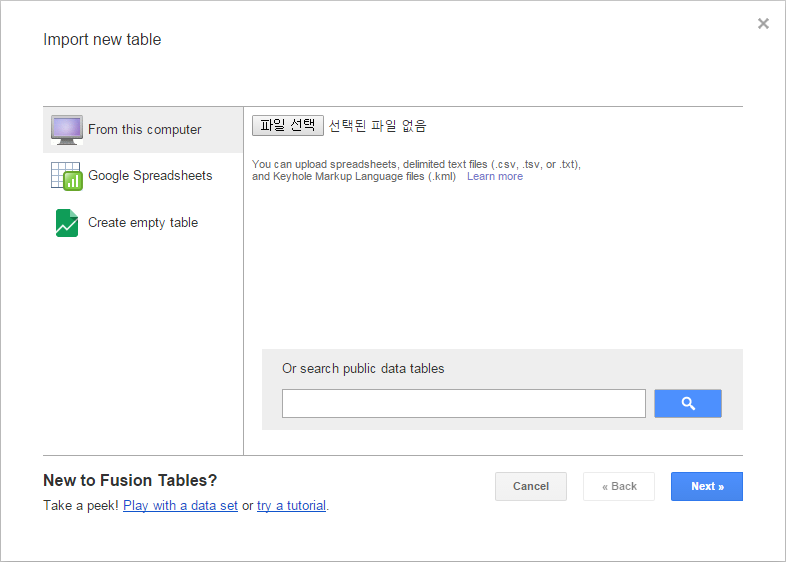 Import new table
From this computer
파일 선택 선택된 파일 없음
You can upload spreadsheets, delimited text files (.csv, .tsv, or .txt),
and Keyhole Markup Language files (.kml) Learn more
Google Spreadsheets
Create empty table
Or search public data tables
New to Fusion Tables?
Take a peek! Play with a data set or try a tutorial.
Cancel
« Back
Next »